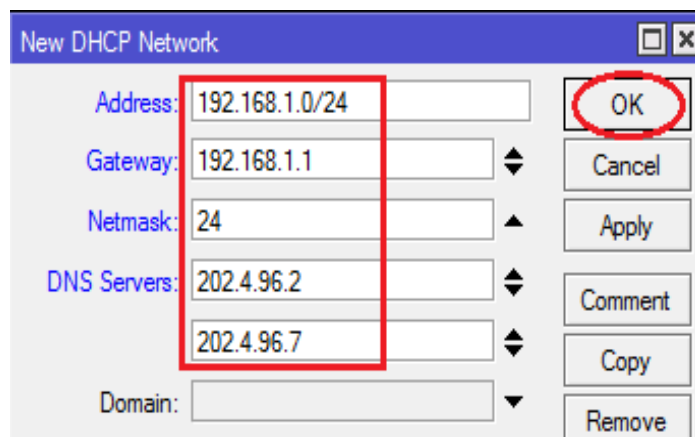 New DHCP Network
Address: 192.168.1.0/24 OK
Gateway: 192.168.1.1 Cancel
Netmask: 24 Apply
DNS Servers: 202.4.96.2 Comment
202.4.96.7 Copy
Domain: Remove